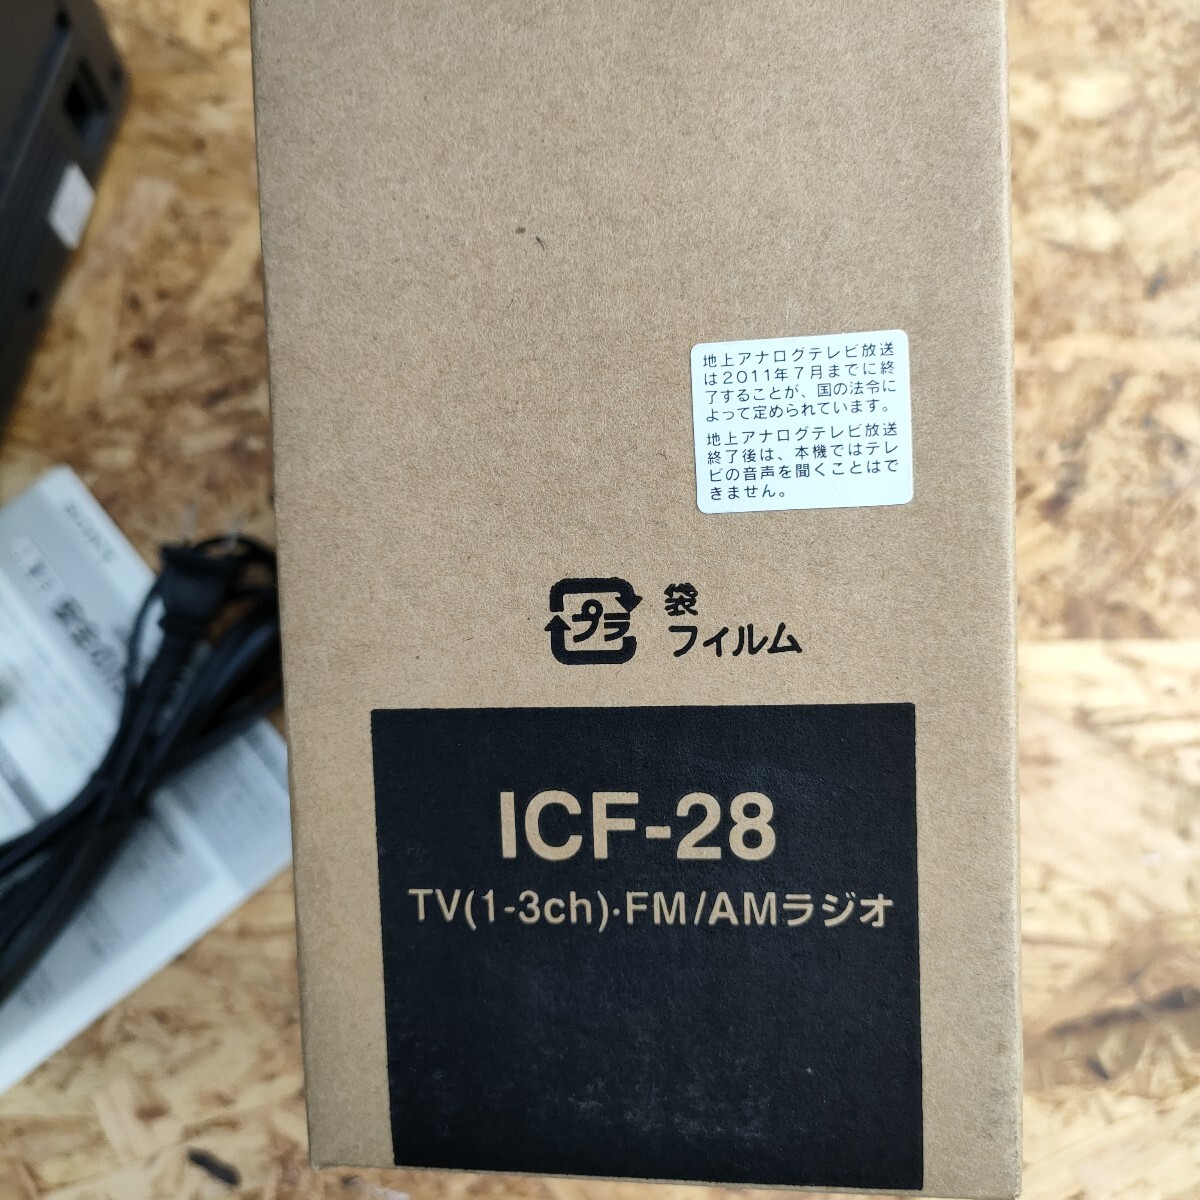 地上アナログテレビ放送
は2011年7月までに終
了することが、国の法令に
よって定められています。
地上アナログテレビ放送
終了後は、本機ではテレ
ビの音声を聞くことはで
きません。
プラ
袋
フィルム
ICF-28
TV(1-3ch)·FM/AMラジオ